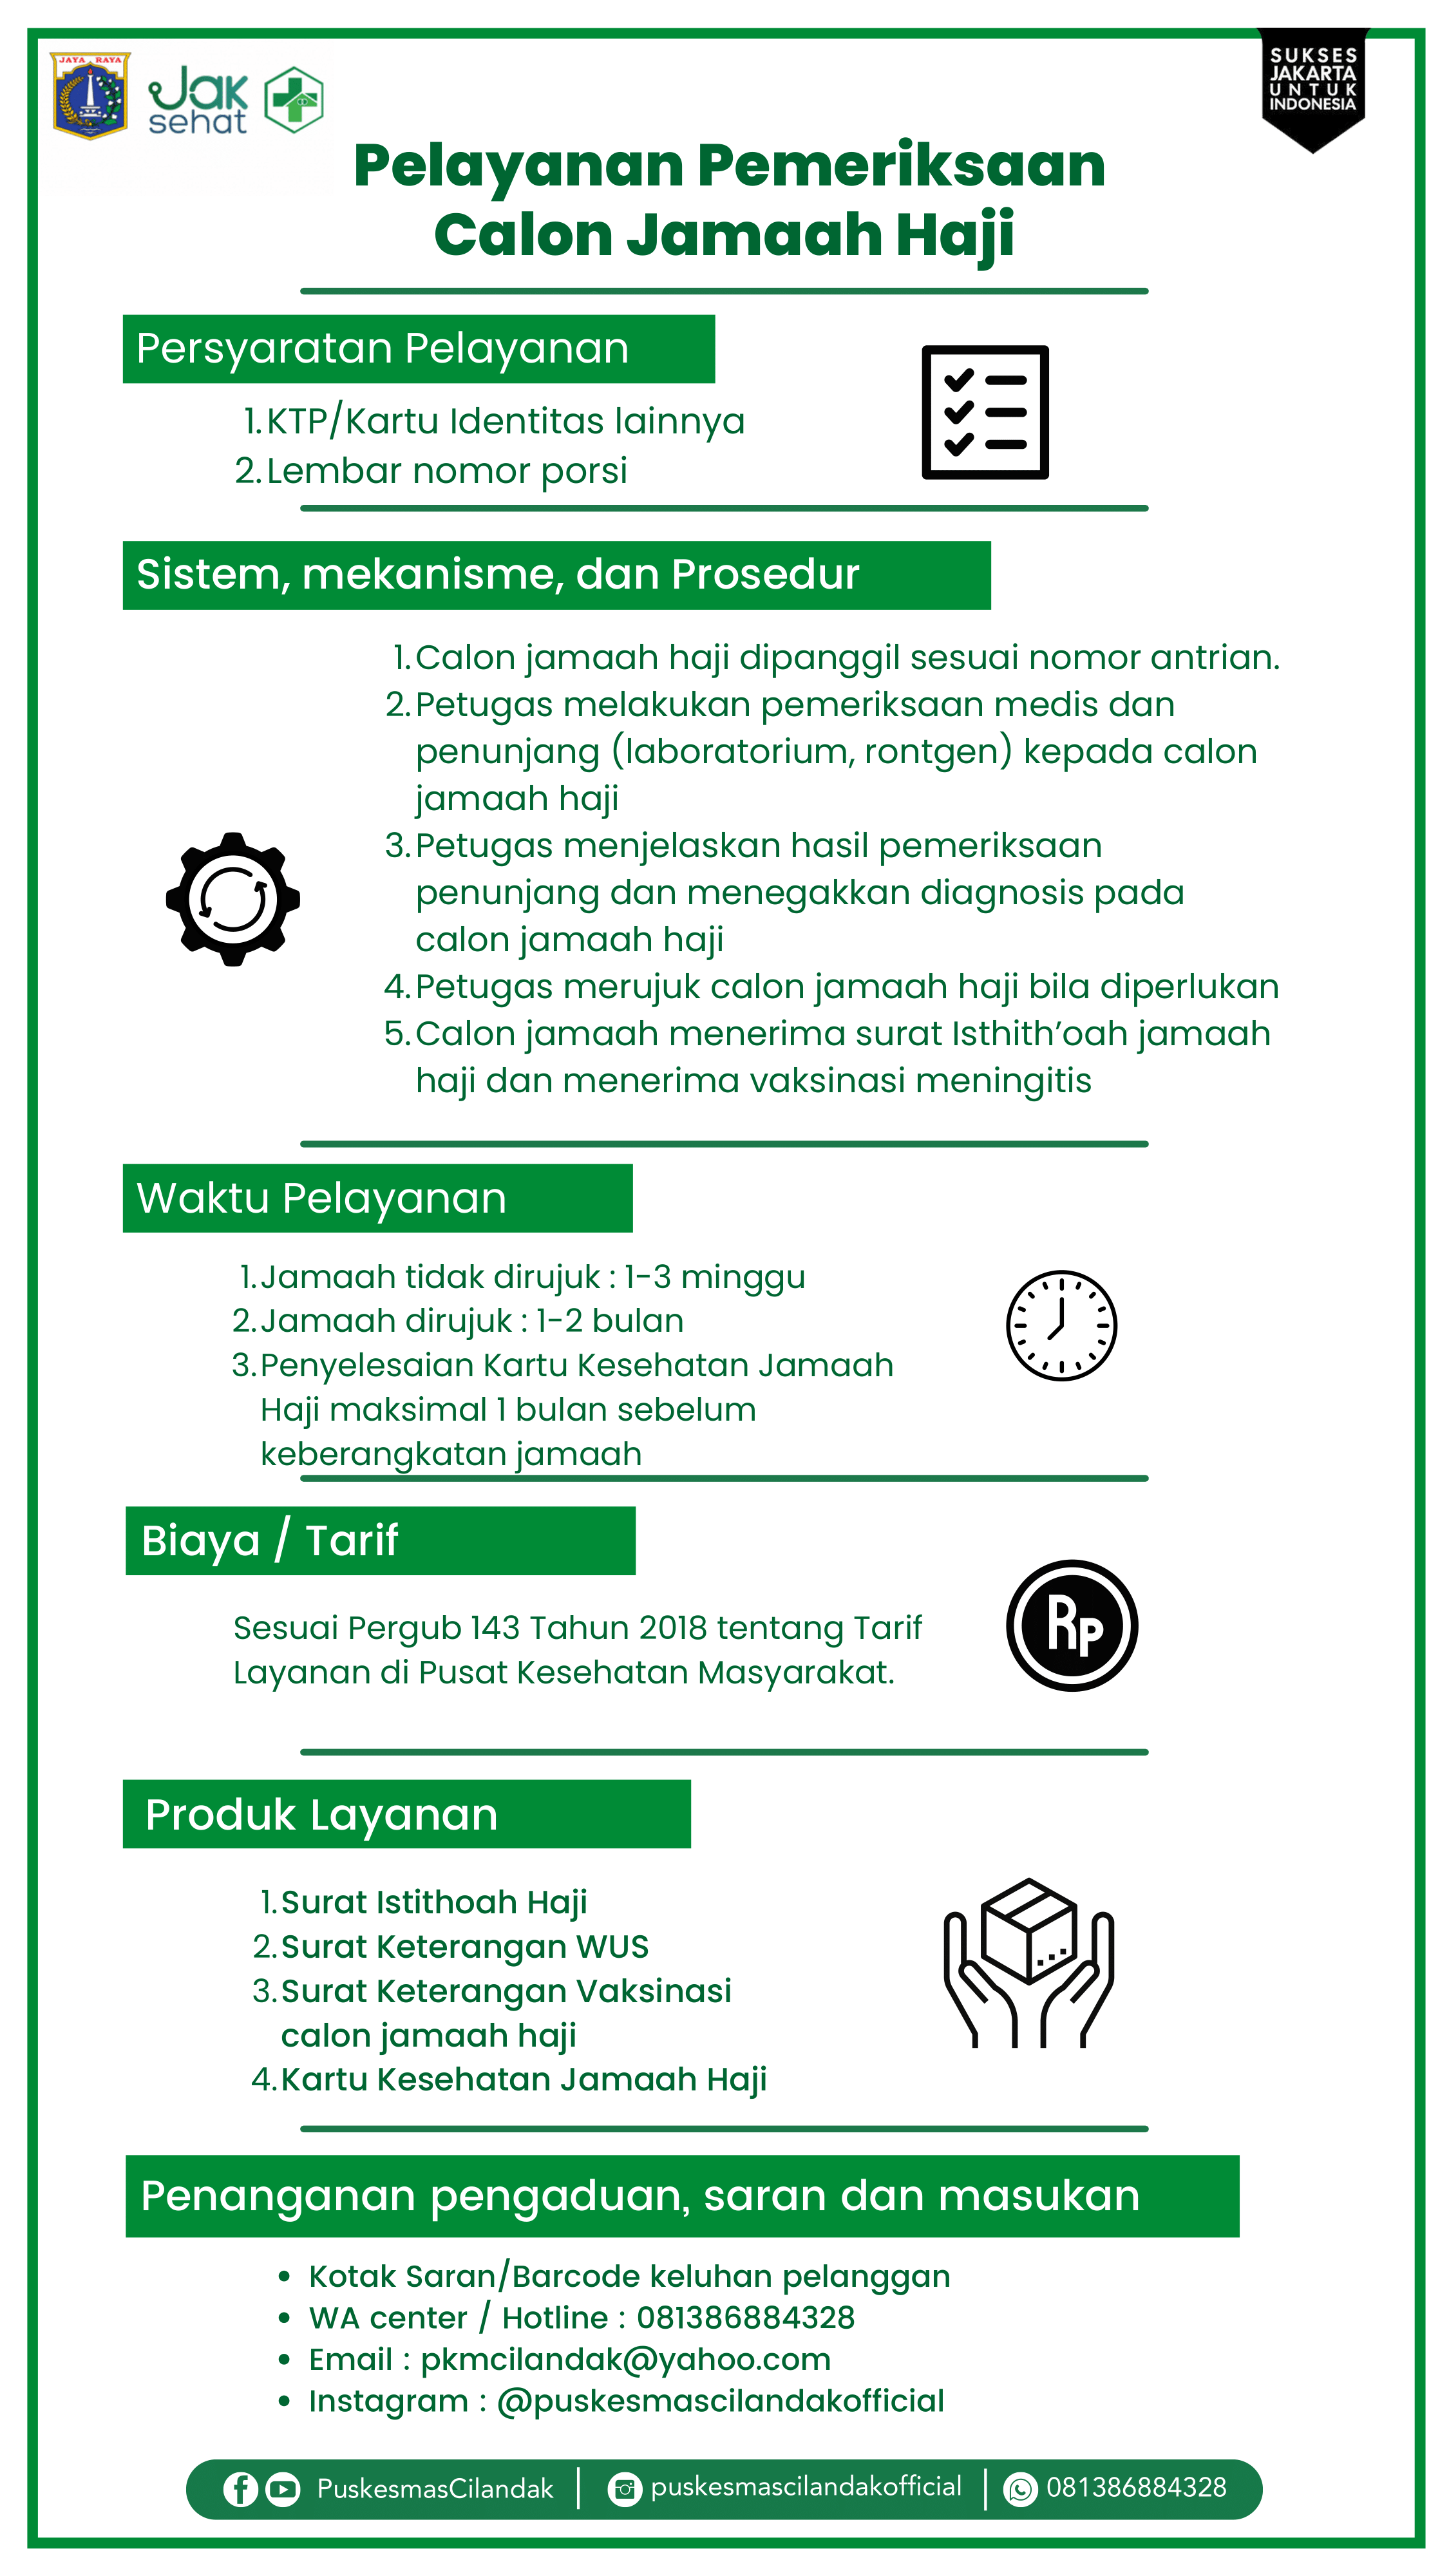 JAYA RAYA
Jak
sehat
SUKSES
JAKARTA
UNTUK
INDONESIA
Pelayanan Pemeriksaan
Calon Jamaah Haji
Persyaratan Pelayanan
1. KTP/Kartu Identitas lainnya
2. Lembar nomor porsi
Sistem, mekanisme, dan Prosedur
1. Calon jamaah haji dipanggil sesuai nomor antrian.
2. Petugas melakukan pemeriksaan medis dan
penunjang (laboratorium, rontgen) kepada calon
jamaah haji
3. Petugas menjelaskan hasil pemeriksaan
penunjang dan menegakkan diagnosis pada
calon jamaah haji
4. Petugas merujuk calon jamaah haji bila diperlukan
5. Calon jamaah menerima surat Isthith’oah jamaah
haji dan menerima vaksinasi meningitis
Waktu Pelayanan
1. Jamaah tidak dirujuk : 1-3 minggu
2. Jamaah dirujuk : 1-2 bulan
3. Penyelesaian Kartu Kesehatan Jamaah
Haji maksimal 1 bulan sebelum
keberangkatan jamaah
Biaya / Tarif
Sesuai Pergub 143 Tahun 2018 tentang Tarif
Layanan di Pusat Kesehatan Masyarakat.
Rp
Produk Layanan
1. Surat Istithoah Haji
2. Surat Keterangan WUS
3. Surat Keterangan Vaksinasi
calon jamaah haji
4. Kartu Kesehatan Jamaah Haji
Penanganan pengaduan, saran dan masukan
• Kotak Saran/Barcode keluhan pelanggan
• WA center / Hotline : 081386884328
• Email : pkmcilandak@yahoo.com
• Instagram : @puskesmascilandakofficial
PuskesmasCilandak | puskesmascilandakofficial | 081386884328